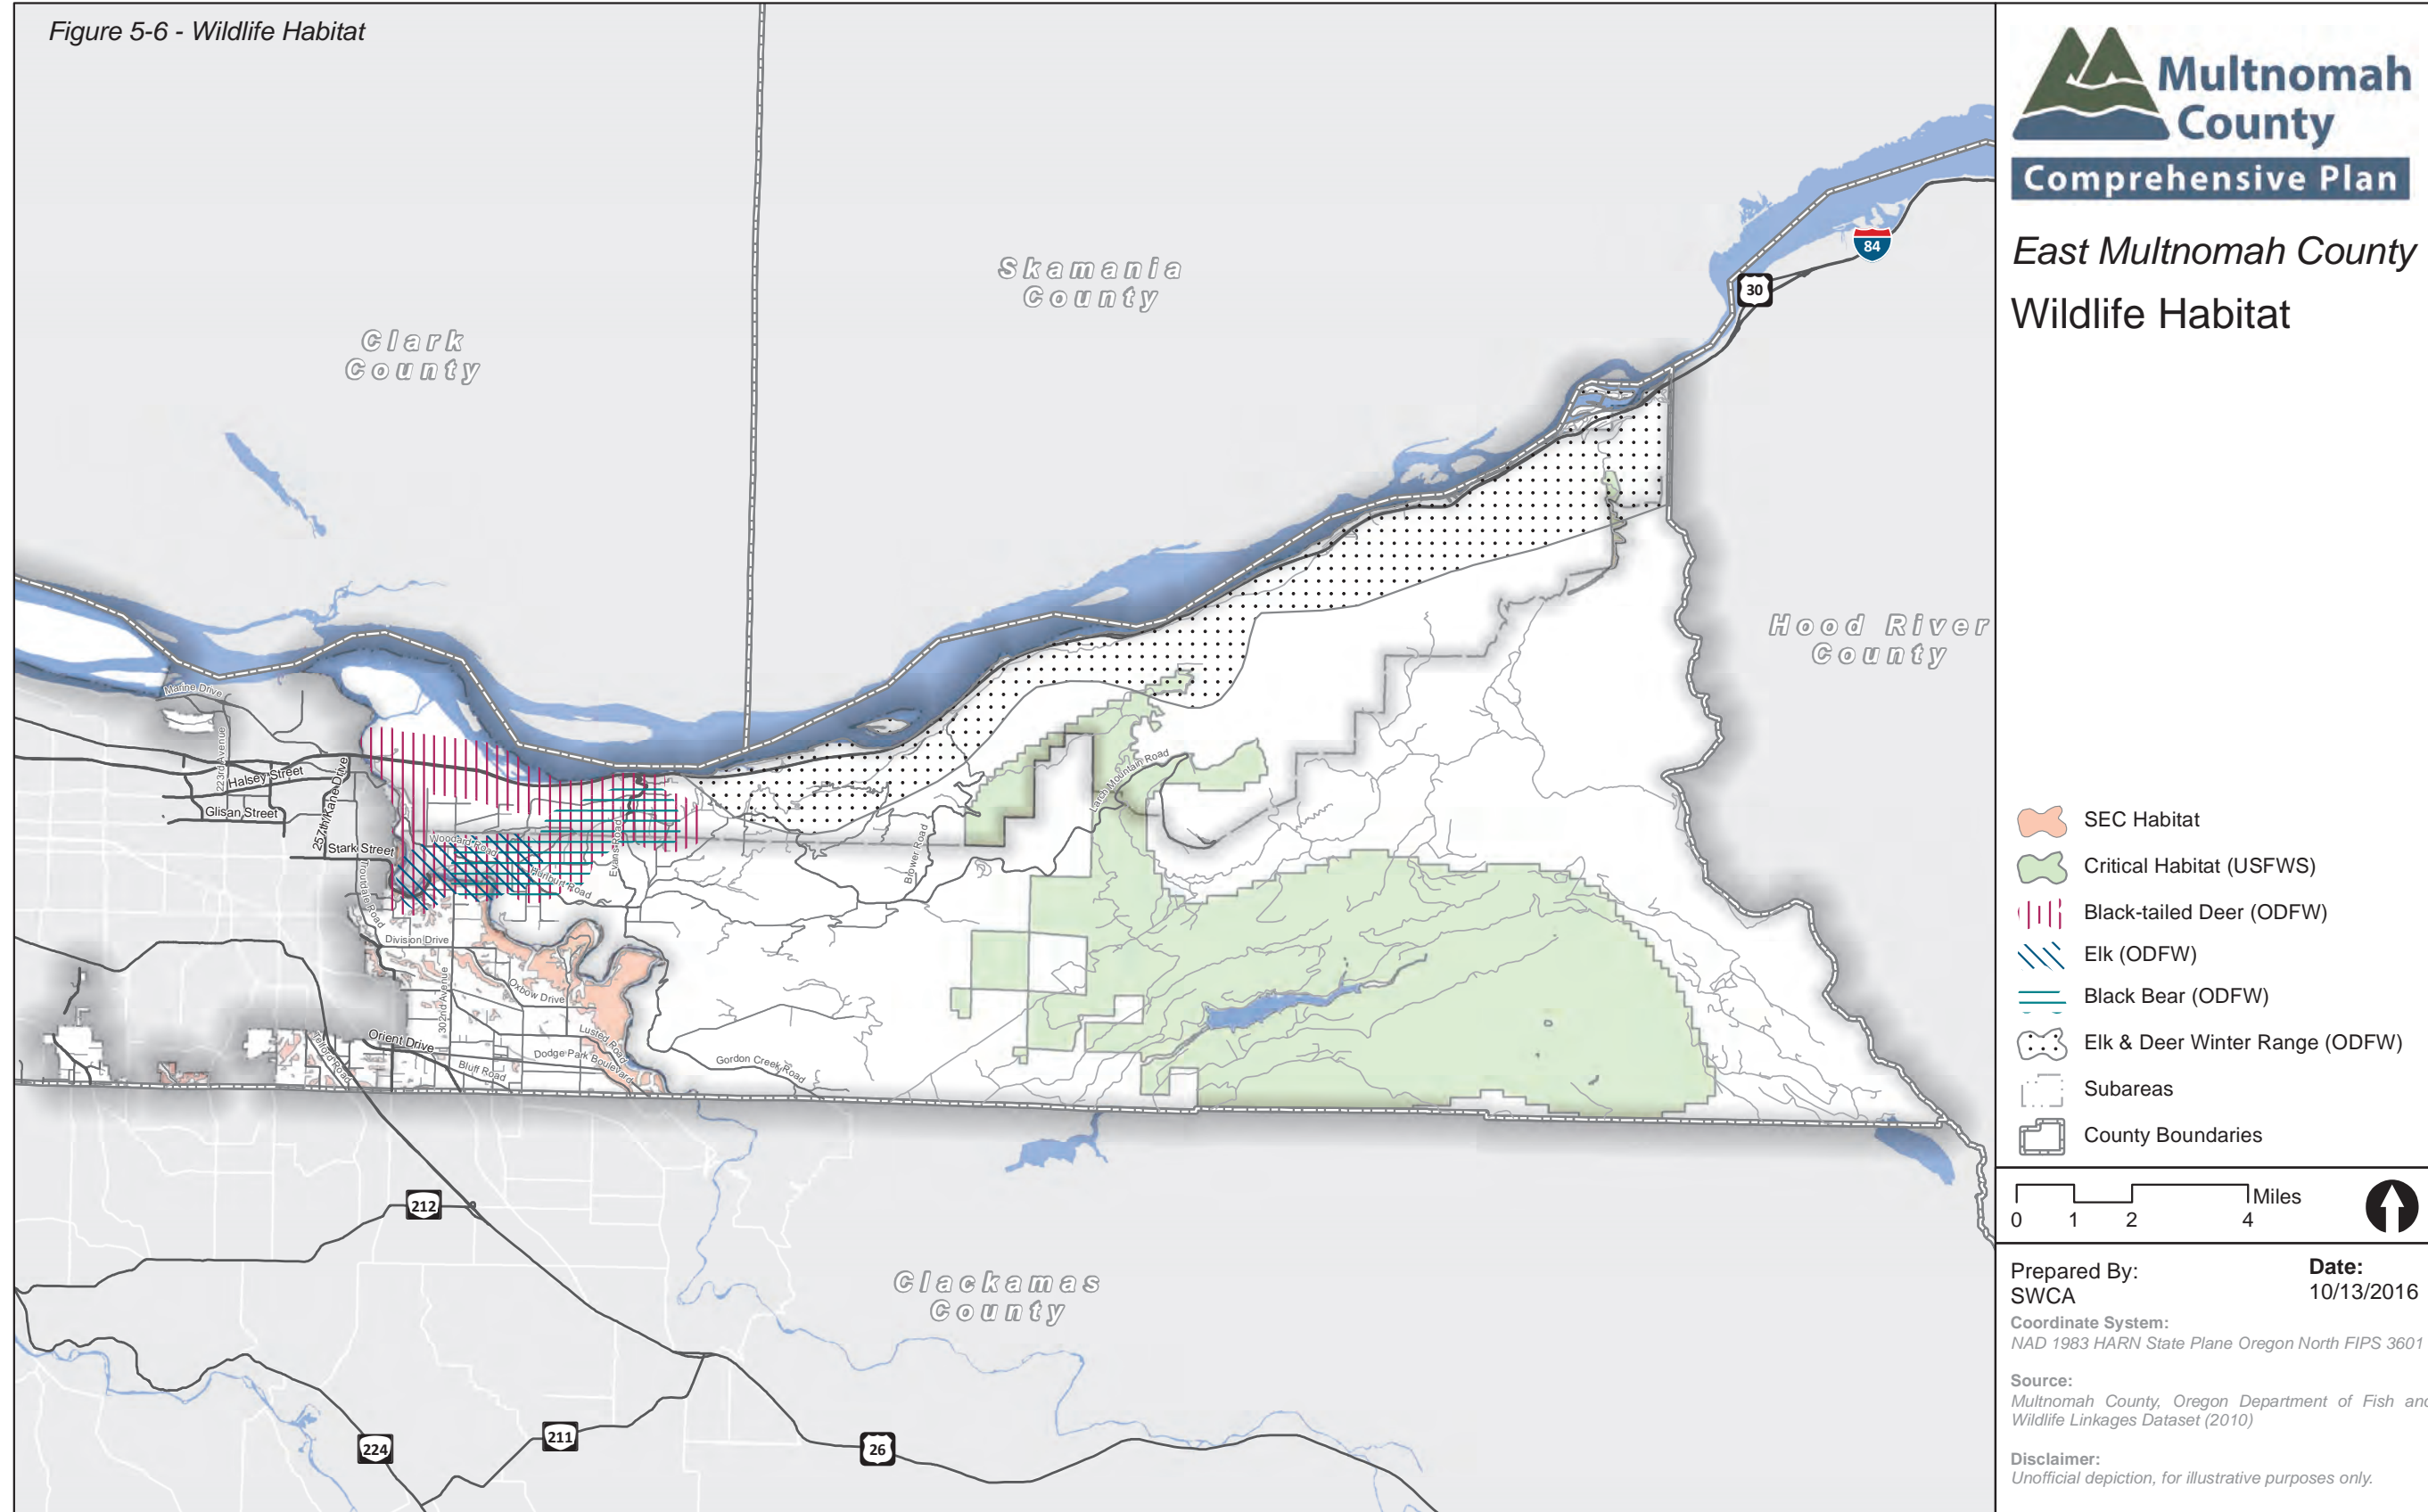 Figure 5-6 - Wildlife Habitat
Multnomah
County
Comprehensive Plan
East Multnomah County
Wildlife Habitat
84
30
Skamania
County
Clark
County
Hood River
County
Marine Drive
223rd Avenue
Halsey Street
257th/Kane Drive
Glisan Street
Stark Street
Troutdale Road
Woodard Road
Hurlburt Road
Evans Road
Brower Road
Larch Mountain Road
Division Drive
302nd Avenue
Oxbow Drive
Lusted Road
Orient Drive
Telford Road
Bluff Road
Dodge Park Boulevard
Gordon Creek Road
Clackamas
County
212
224
211
26
SEC Habitat
Critical Habitat (USFWS)
Black-tailed Deer (ODFW)
Elk (ODFW)
Black Bear (ODFW)
Elk & Deer Winter Range (ODFW)
Subareas
County Boundaries
Miles
0 1 2 4
Prepared By:
SWCA
Date:
10/13/2016
Coordinate System:
NAD 1983 HARN State Plane Oregon North FIPS 3601
Source:
Multnomah County, Oregon Department of Fish and
Wildlife Linkages Dataset (2010)
Disclaimer:
Unofficial depiction, for illustrative purposes only.